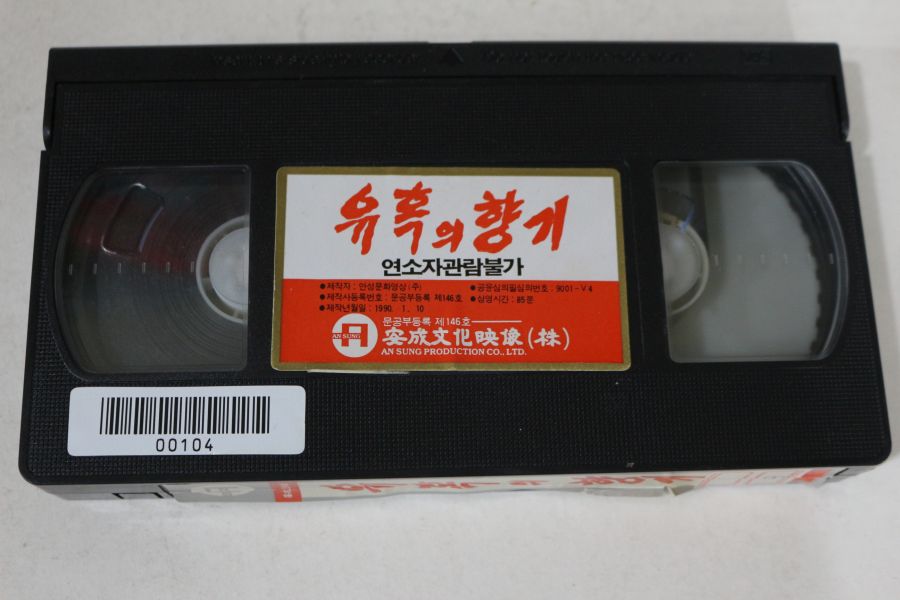 유혹의향기
연소자관람불가
●제작자 : 안성문화영상(주) ●공윤심의필심의번호 : 9001-V4
●제작사등록번호 : 문공부등록 제146호 ●상영시간 : 85분
●제작년월일 : 1990. 1. 10
문공부등록 제146호
AN SUNG 安成文化映像(株)
AN SUNG PRODUCTION CO., LTD.
00104